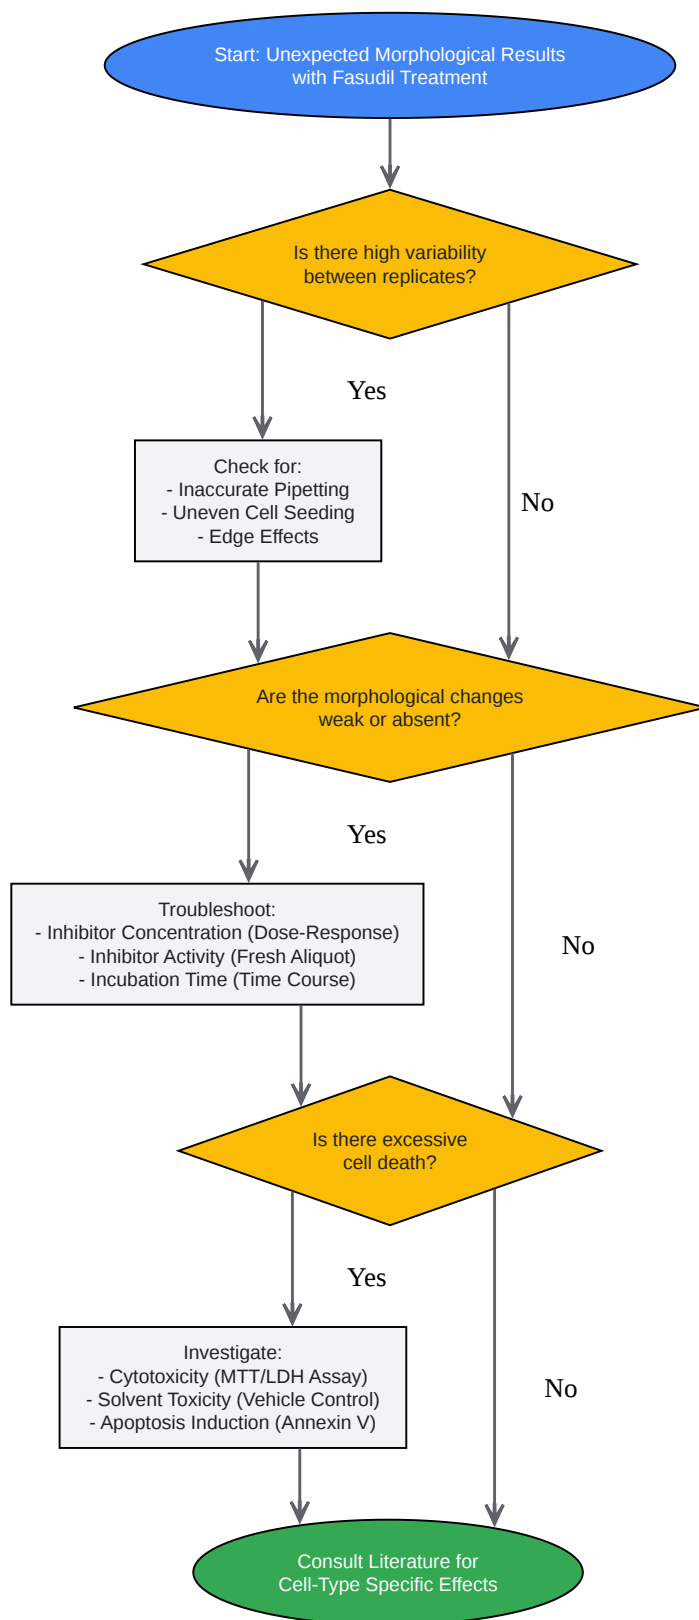 Start: Unexpected Morphological Results
with Fasudil Treatment
Is there high variability
between replicates?
Yes
Check for:
- Inaccurate Pipetting
- Uneven Cell Seeding
- Edge Effects
No
Are the morphological changes
weak or absent?
Yes
Troubleshoot:
- Inhibitor Concentration (Dose-Response)
- Inhibitor Activity (Fresh Aliquot)
- Incubation Time (Time Course)
No
Is there excessive
cell death?
Yes
Investigate:
- Cytotoxicity (MTT/LDH Assay)
- Solvent Toxicity (Vehicle Control)
- Apoptosis Induction (Annexin V)
No
Consult Literature for
Cell-Type Specific Effects